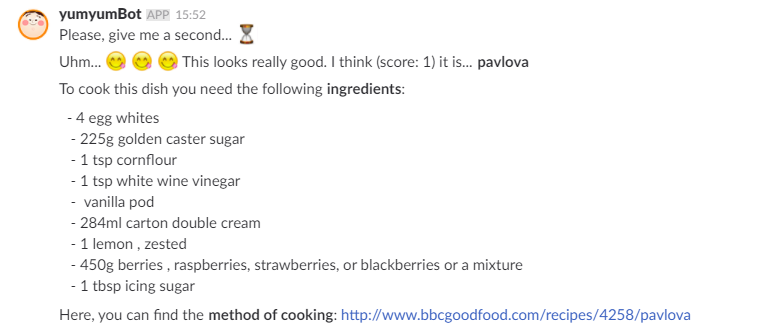 yumyumBot APP 15:52
Please, give me a second... ⏳
Uhm... 😋 😋 😋 This looks really good. I think (score: 1) it is... pavlova
To cook this dish you need the following ingredients:
- 4 egg whites
- 225g golden caster sugar
- 1 tsp cornflour
- 1 tsp white wine vinegar
-  vanilla pod
- 284ml carton double cream
- 1 lemon , zested
- 450g berries , raspberries, strawberries, or blackberries or a mixture
- 1 tbsp icing sugar
Here, you can find the method of cooking: http://www.bbcgoodfood.com/recipes/4258/pavlova